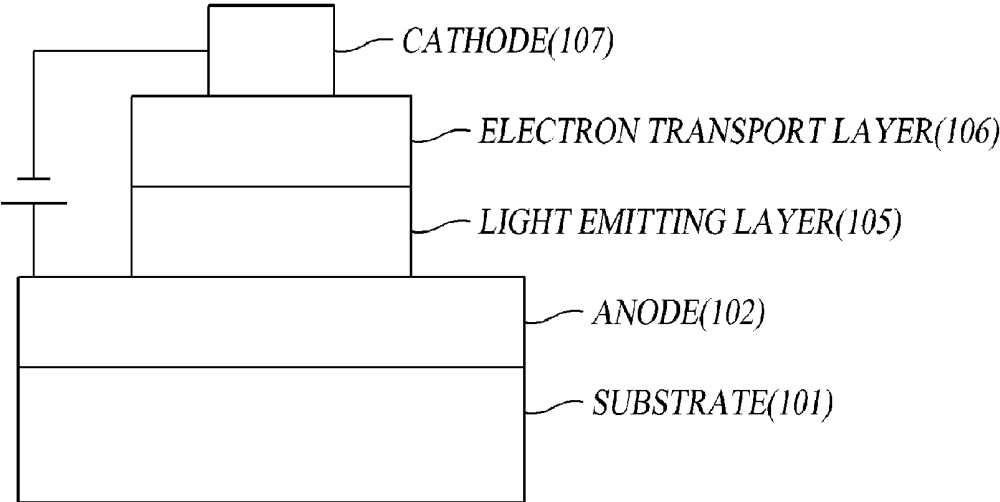 CATHODE(107)
ELECTRON TRANSPORT LAYER(106)
LIGHT EMITTING LAYER(105)
ANODE(102)
SUBSTRATE(101)